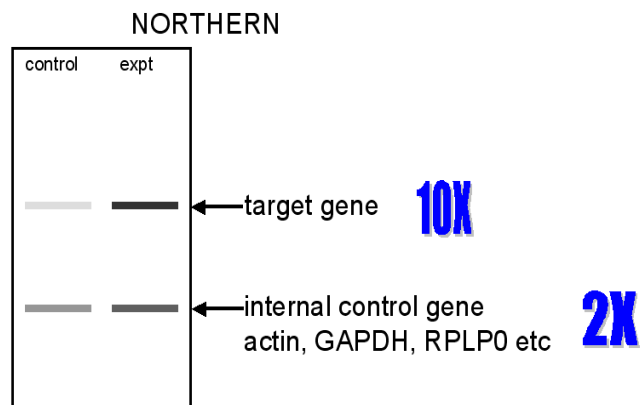 NORTHERN
control expt
target gene 10X
internal control gene
actin, GAPDH, RPLP0 etc 2X